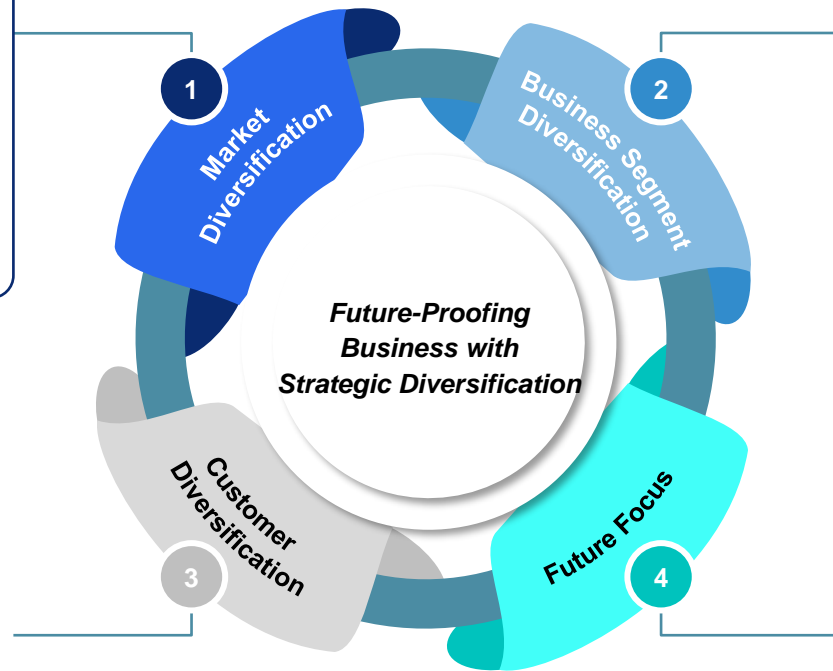 1
Market
Diversification
2
Business Segment
Diversification
Future-Proofing
Business with
Strategic Diversification
3
Customer
Diversification
4
Future Focus